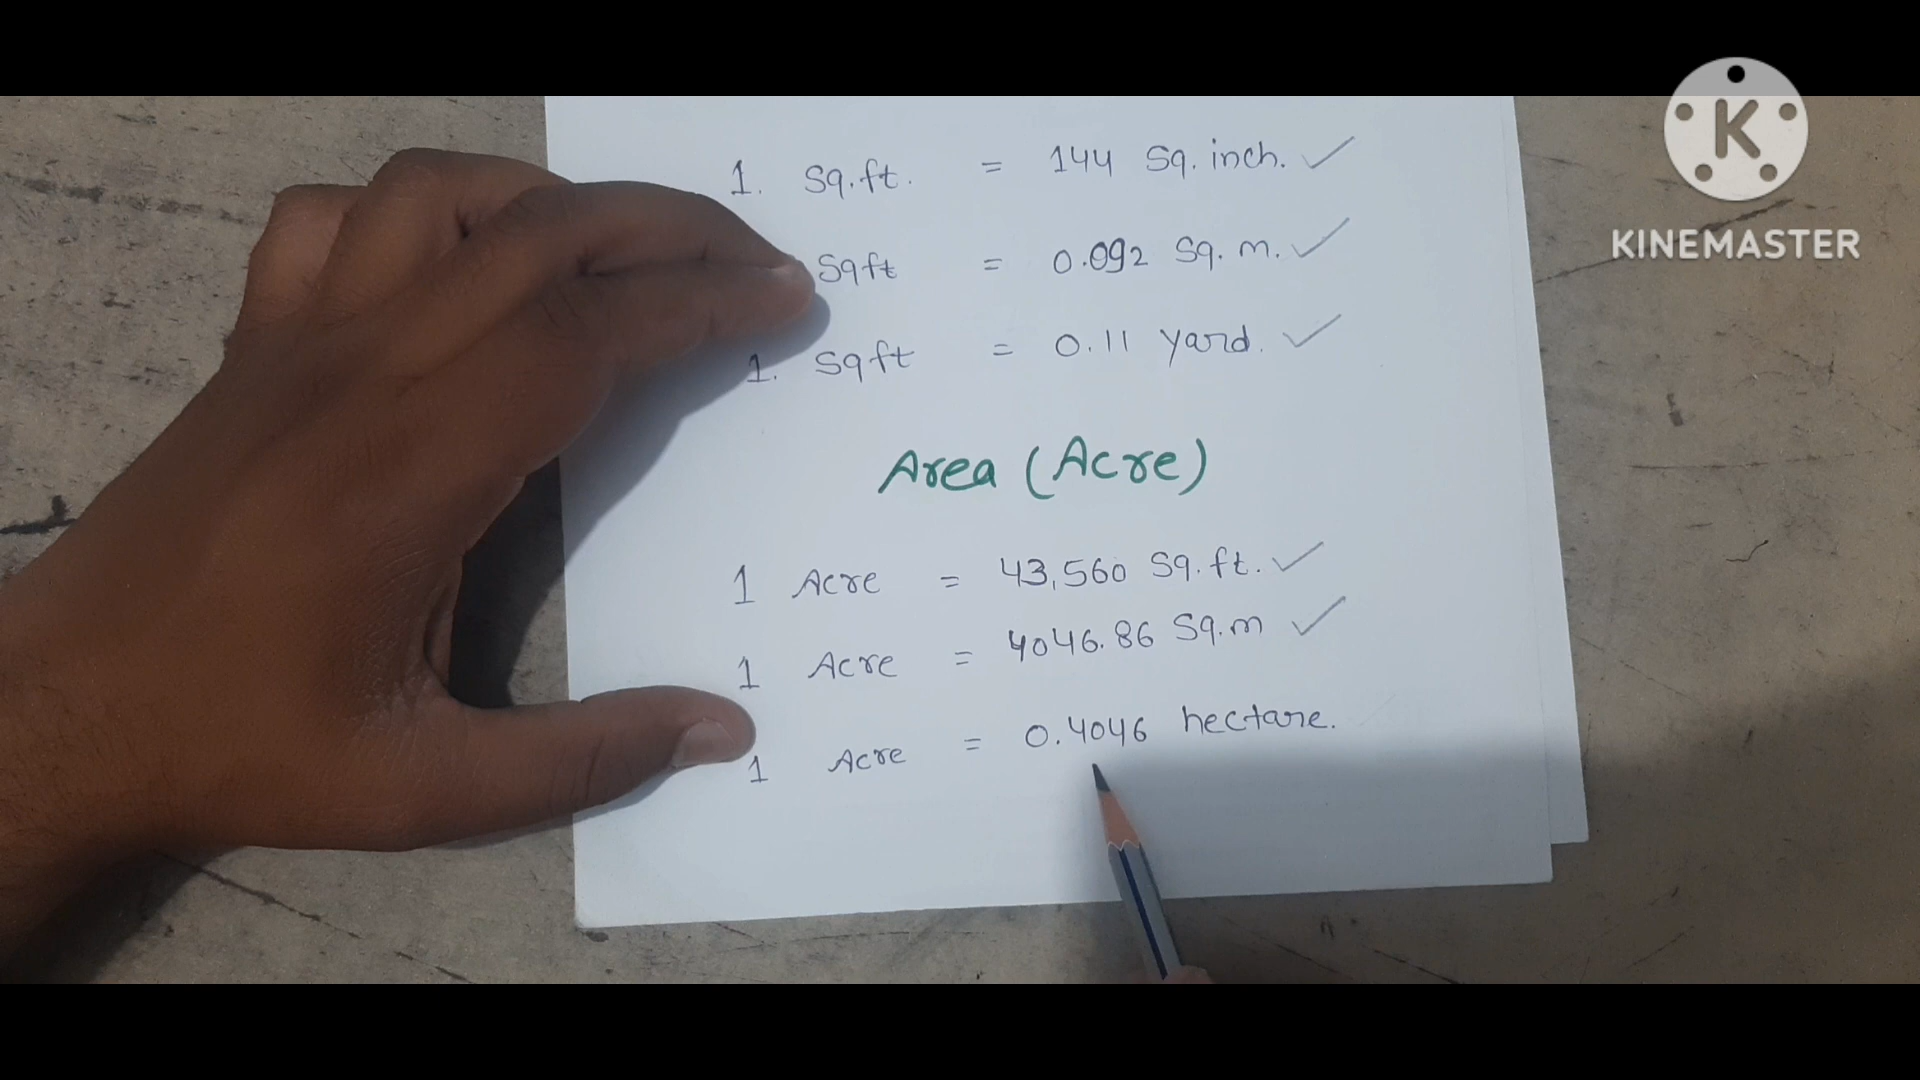 1. Sq.ft. = 144 Sq. inch.
Sqft = 0.092 Sq. m.
1. Sqft = 0.11 yard.
Area (Acre)
1 Acre = 43,560 Sq.ft.
1 Acre = 4046.86 Sq.m
1 Acre = 0.4046 hectare.
K
KINEMASTER